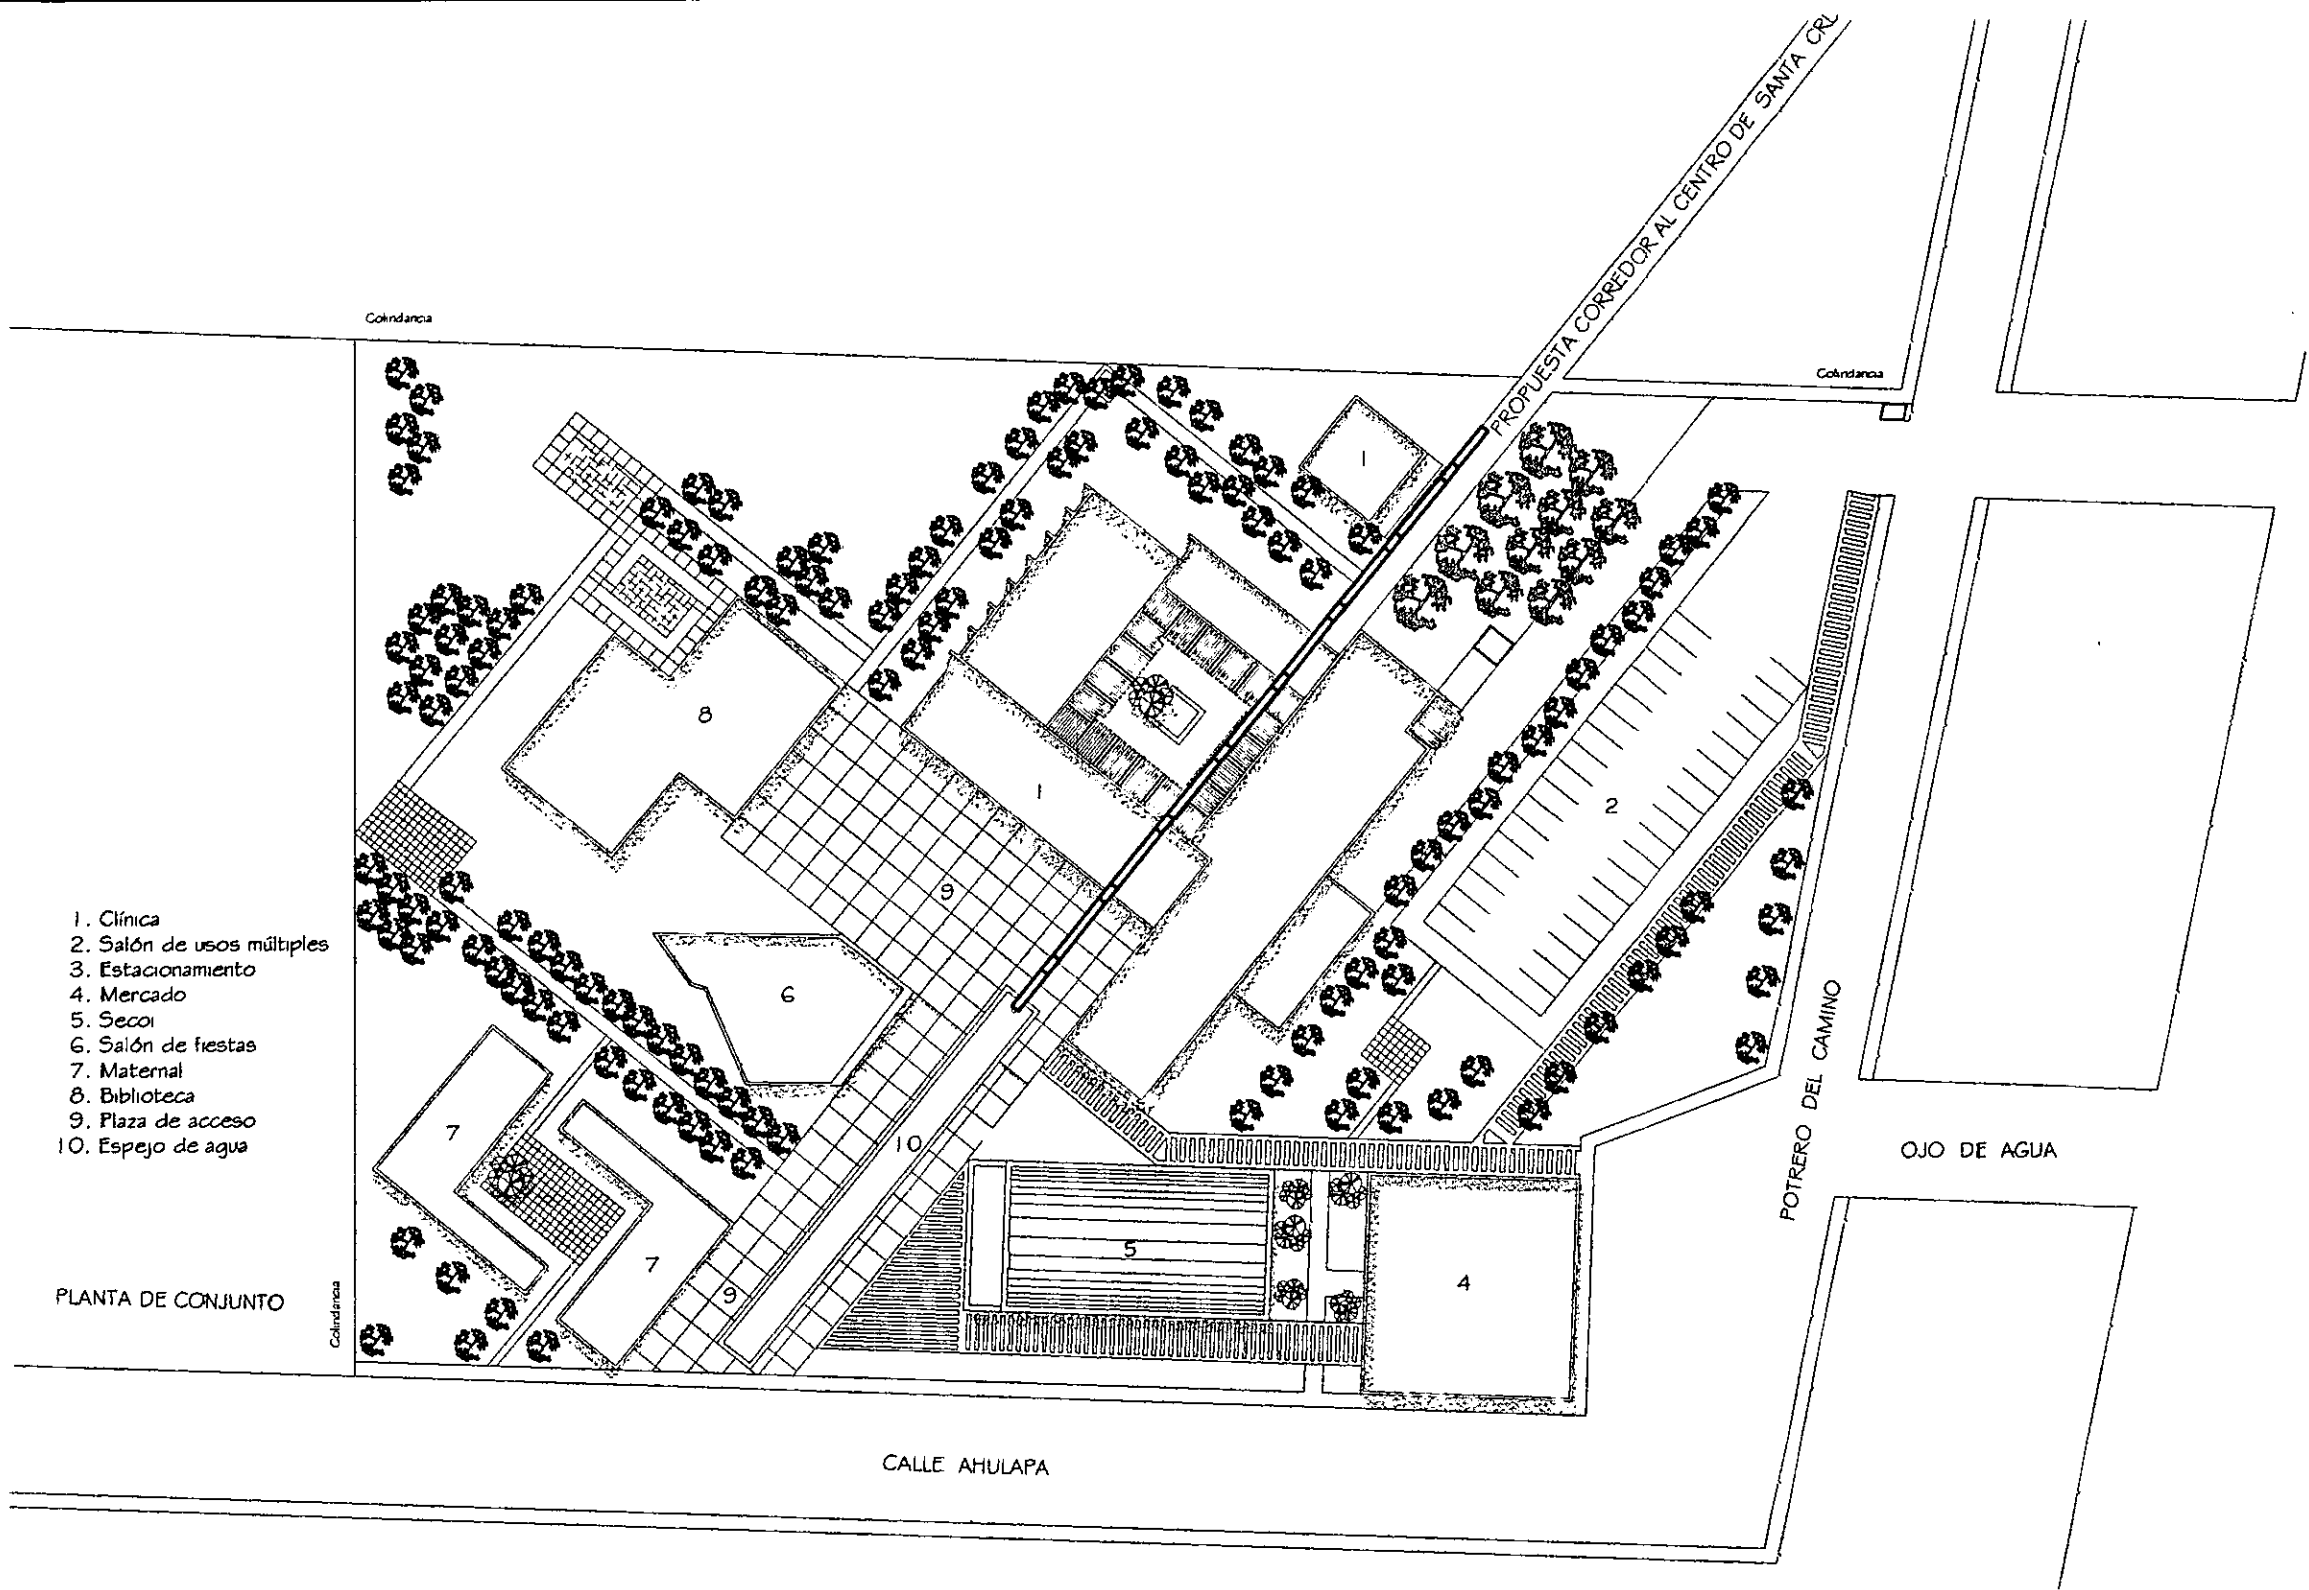 PROPUESTA CORREDOR AL CENTRO DE SANTA CRU
Colindancia
Colindancia
1
8
1
2
9
6
1. Clínica
2. Salón de usos múltiples
3. Estacionamiento
4. Mercado
5. Secoi
6. Salón de fiestas
7. Maternal
8. Biblioteca
9. Plaza de acceso
10. Espejo de agua
7
10
7
5
4
9
POTRERO DEL CAMINO
OJO DE AGUA
PLANTA DE CONJUNTO
Colindancia
CALLE AHULAPA